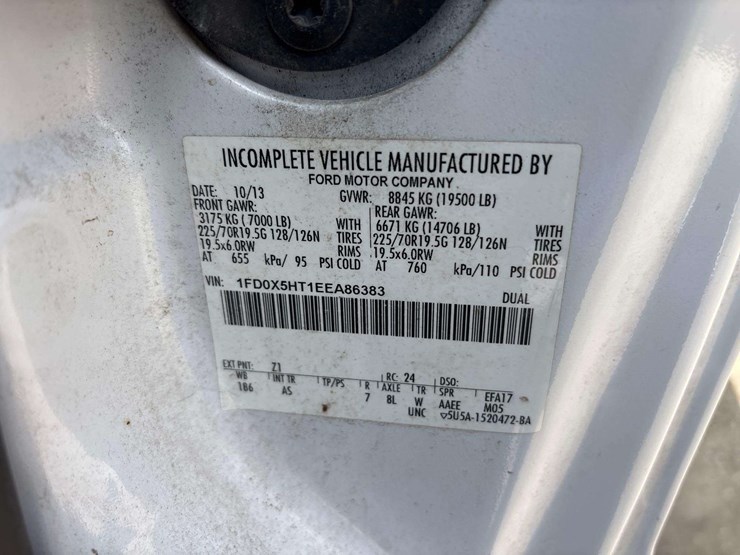 INCOMPLETE VEHICLE MANUFACTURED BY
FORD MOTOR COMPANY
DATE: 10/13 GVWR: 8845 KG (19500 LB)
FRONT GAWR: REAR GAWR:
3175 KG (7000 LB) WITH 6671 KG (14706 LB) WITH
225/70R19.5G 128/126N TIRES 225/70R19.5G 128/126N TIRES
19.5x6.0RW RIMS 19.5x6.0RW RIMS
AT 655 kPa/ 95 PSI COLD AT 760 kPa/110 PSI COLD
VIN: 1FD0X5HT1EEA86383 DUAL
EXT PNT: Z1 RC: 24 DSO:
WB INT TR TP/PS R AXLE TR SPR EFA17
186 AS 7 8L W AAEE M05
UNC 5U5A-1520472-BA